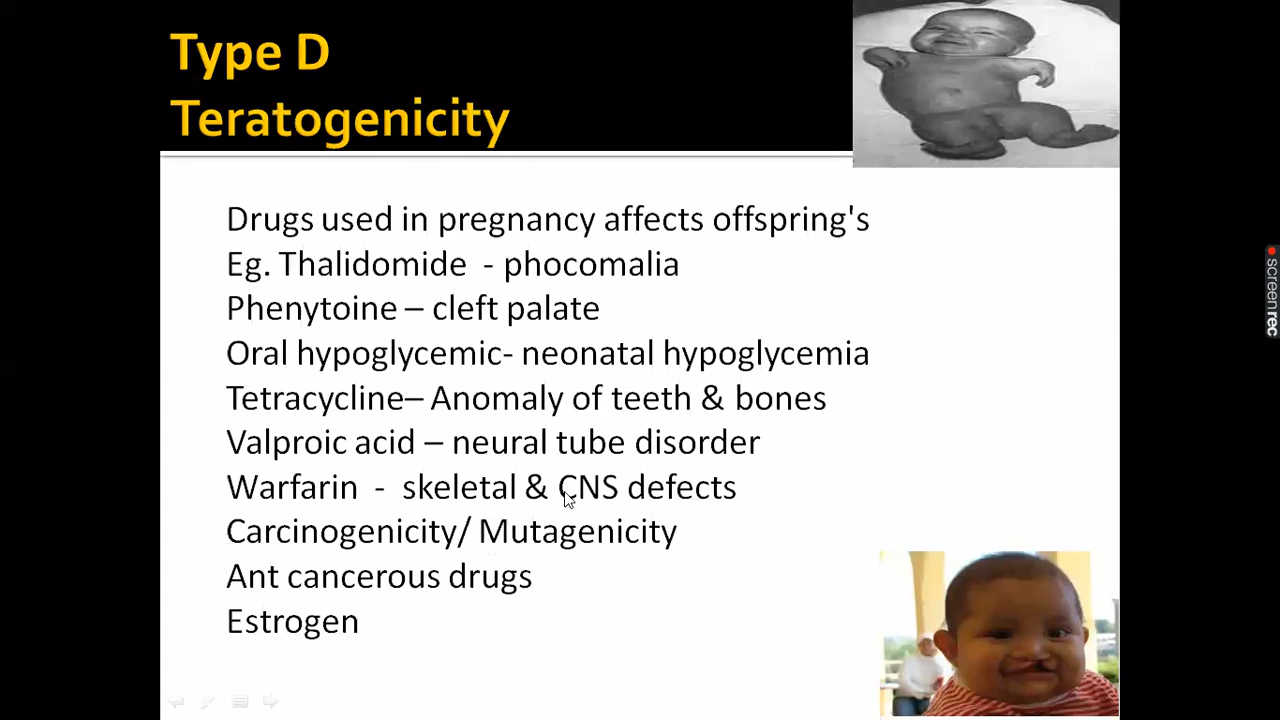 Type D
Teratogenicity
Drugs used in pregnancy affects offspring's
Eg. Thalidomide - phocomalia
Phenytoine – cleft palate
Oral hypoglycemic- neonatal hypoglycemia
Tetracycline– Anomaly of teeth & bones
Valproic acid – neural tube disorder
Warfarin - skeletal & CNS defects
Carcinogenicity/ Mutagenicity
Ant cancerous drugs
Estrogen
screenrec